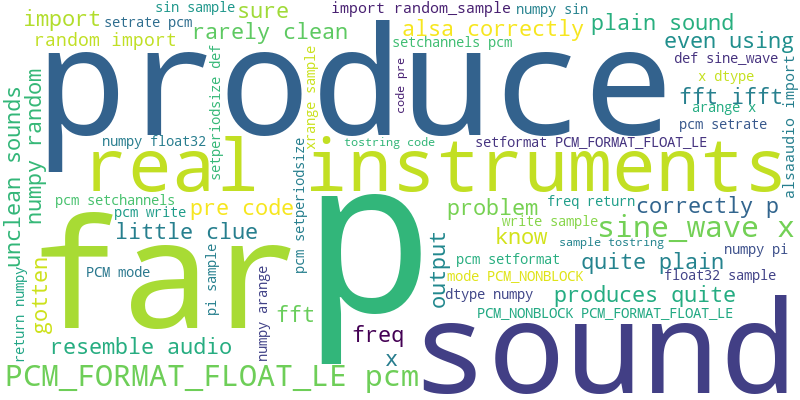 sin sample
import random_sample
numpy sin
import
setrate pcm
sure
random import
rarely clean
alsa correctly
plain sound
setchannels pcm
even using
def sine_wave
produce
code pre
x dtype
fft ifft
arange x
pcm setrate
unclean sounds
numpy random
setperiodsize def
xrange sample
alsaaudio import
numpy float32
tostring code
setformat PCM_FORMAT_FLOAT_LE
real instruments
pcm setchannels
pcm write
pre code
p
problem
freq return
correctly p
write sample
sine_wave x
little clue
know
sample tostring
far
pcm setperiodsize
output
pcm setformat
quite plain
numpy pi
gotten
PCM mode
pi sample
numpy arange
mode PCM_NONBLOCK
float32 sample
dtype numpy
produces quite
return numpy
fft
PCM_NONBLOCK PCM_FORMAT_FLOAT_LE
freq
sound
resemble audio
x
PCM_FORMAT_FLOAT_LE pcm